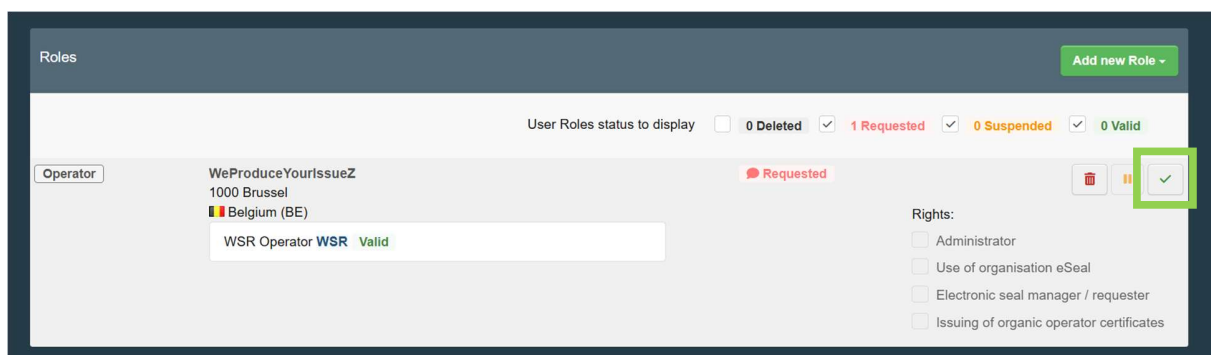 Roles
Add new Role
User Roles status to display 0 Deleted 1 Requested 0 Suspended 0 Valid
Operator
WeProduceYourIssueZ
1000 Brussel
Belgium (BE)
WSR Operator WSR Valid
Requested
Rights:
Administrator
Use of organisation eSeal
Electronic seal manager / requester
Issuing of organic operator certificates